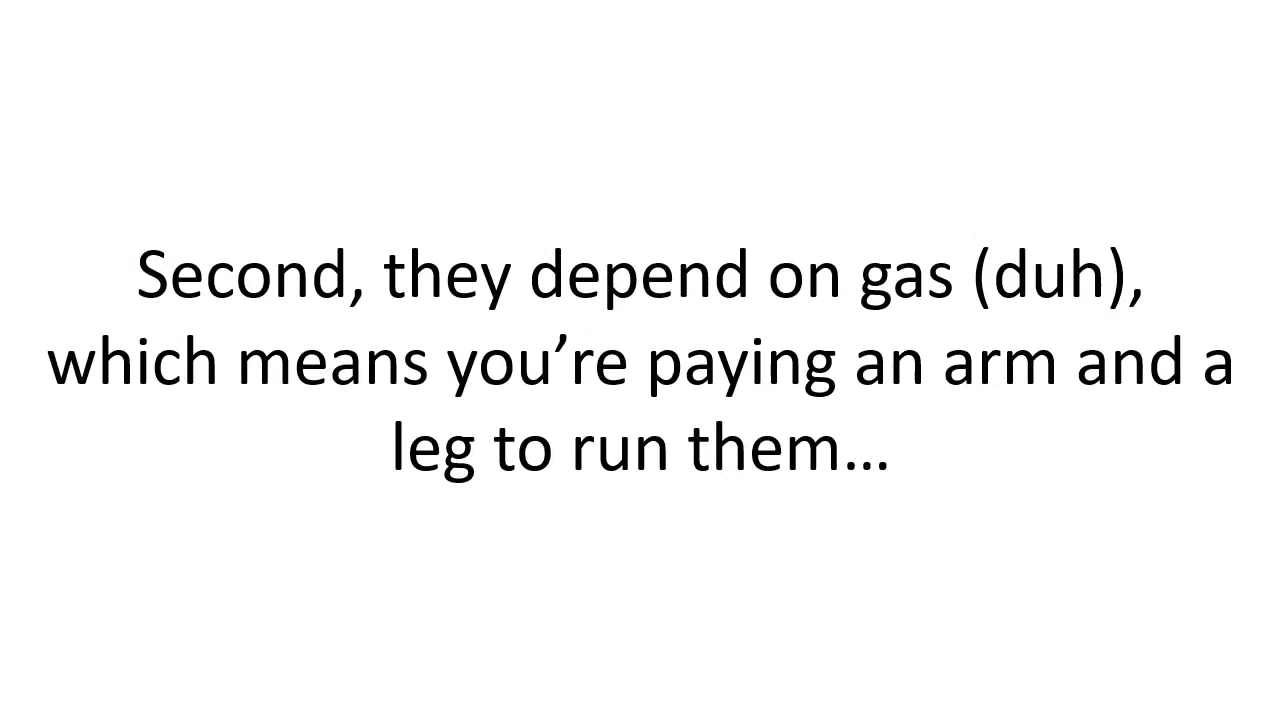 Second, they depend on gas (duh),
which means you’re paying an arm and a
leg to run them…